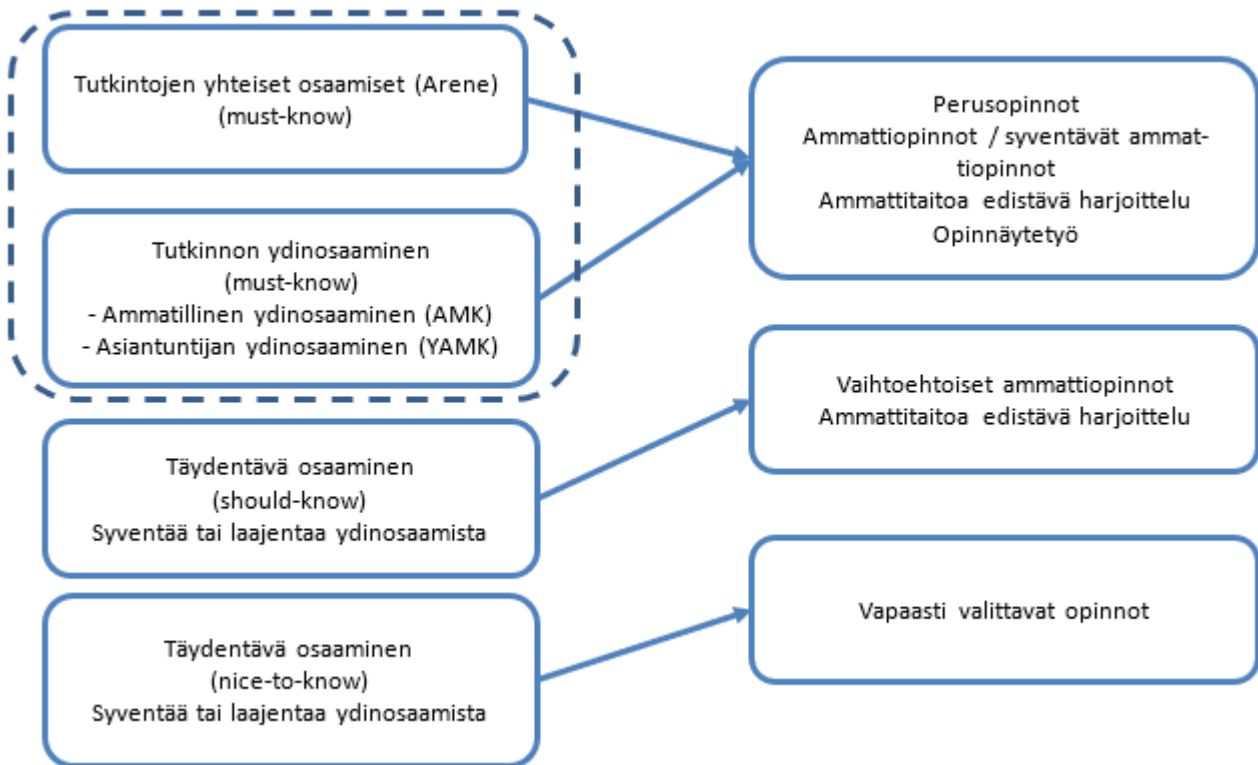 Tutkintojen yhteiset osaamiset (Arene)
(must-know)
Tutkinnon ydinosaaminen
(must-know)
- Ammatillinen ydinosaaminen (AMK)
- Asiantuntijan ydinosaaminen (YAMK)
Täydentävä osaaminen
(should-know)
Syventää tai laajentaa ydinosaamista
Täydentävä osaaminen
(nice-to-know)
Syventää tai laajentaa ydinosaamista
Perusopinnot
Ammattiopinnot / syventävät ammat-
tiopinnot
Ammattitaitoa edistävä harjoittelu
Opinnäytetyö
Vaihtoehtoiset ammattiopinnot
Ammattitaitoa edistävä harjoittelu
Vapaasti valittavat opinnot